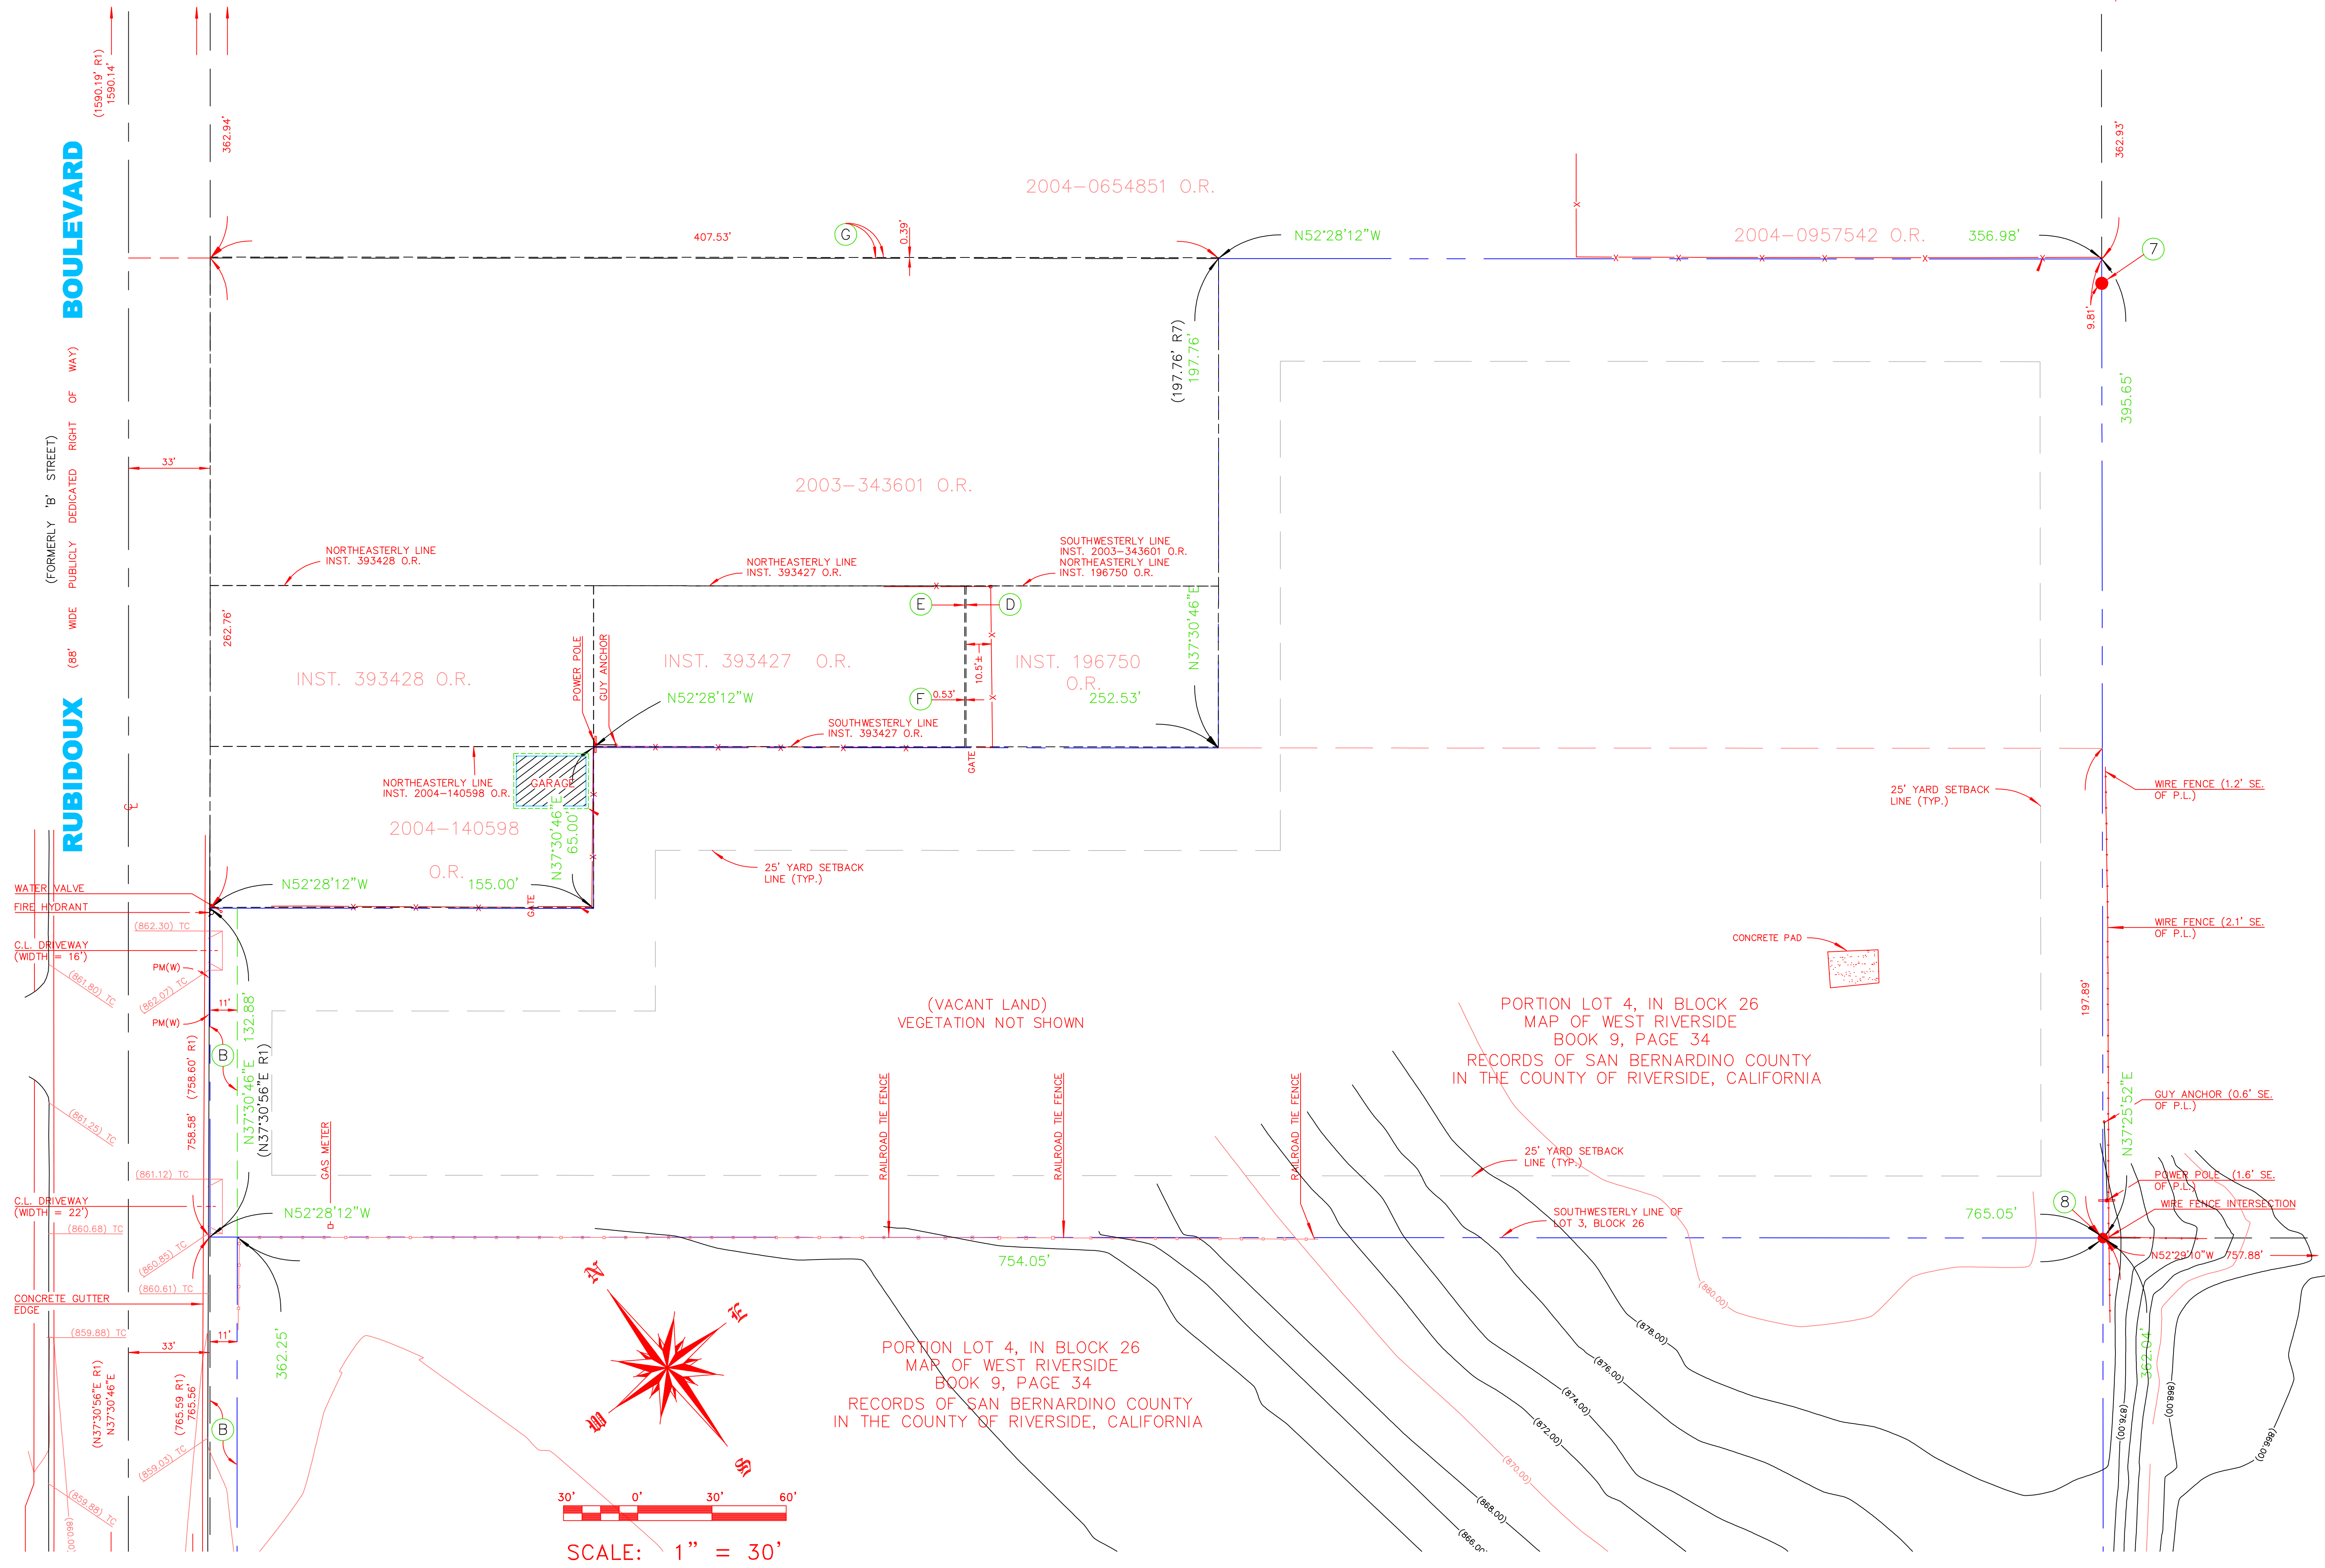 (1590.19' R1)
1590.14'
362.94'
362.93'
RUBIDOUX BOULEVARD
(FORMERLY 'B' STREET)
(88' WIDE PUBLICLY DEDICATED RIGHT OF WAY)
2004-0654851 O.R.
407.53'
G
0.39'
N52°28'12"W
2004-0957542 O.R.
356.98'
7
9.81'
(197.76' R7)
197.76'
395.65'
33'
2003-343601 O.R.
NORTHEASTERLY LINE
INST. 393428 O.R.
NORTHEASTERLY LINE
INST. 393427 O.R.
SOUTHWESTERLY LINE
INST. 2003-343601 O.R.
NORTHEASTERLY LINE
INST. 196750 O.R.
E
D
262.76'
INST. 393428 O.R.
POWER POLE
GUY ANCHOR
INST. 393427 O.R.
10.5'±
INST. 196750
O.R.
N37°30'46"E
N52°28'12"W
F
0.53'
252.53'
SOUTHWESTERLY LINE
INST. 393427 O.R.
GATE
NORTHEASTERLY LINE
INST. 2004-140598 O.R.
GARAGE
2004-140598
O.R.
N37°30'46"E
65.00'
25' YARD SETBACK
LINE (TYP.)
25' YARD SETBACK
LINE (TYP.)
WIRE FENCE (1.2' SE.
OF P.L.)
CL
WATER VALVE
FIRE HYDRANT
N52°28'12"W
155.00'
GATE
(862.30) TC
C.L. DRIVEWAY
(WIDTH = 16')
PM(W)
(861.80) TC
(862.07) TC
11'
PM(W)
N37°30'46"E 132.88'
(N37°30'56"E R1)
758.58' (758.60' R1)
B
WIRE FENCE (2.1' SE.
OF P.L.)
CONCRETE PAD
197.89'
(VACANT LAND)
VEGETATION NOT SHOWN
PORTION LOT 4, IN BLOCK 26
MAP OF WEST RIVERSIDE
BOOK 9, PAGE 34
RECORDS OF SAN BERNARDINO COUNTY
IN THE COUNTY OF RIVERSIDE, CALIFORNIA
(861.25) TC
GAS METER
RAILROAD TIE FENCE
RAILROAD TIE FENCE
RAILROAD TIE FENCE
GUY ANCHOR (0.6' SE.
OF P.L.)
N37°25'52"E
25' YARD SETBACK
LINE (TYP.)
(861.12) TC
C.L. DRIVEWAY
(WIDTH = 22')
(860.68) TC
(860.85) TC
N52°28'12"W
SOUTHWESTERLY LINE OF
LOT 3, BLOCK 26
765.05'
8
POWER POLE (1.6' SE.
OF P.L.)
WIRE FENCE INTERSECTION
N52°29'10"W 757.88'
754.05'
(860.61) TC
CONCRETE GUTTER
EDGE
(859.88) TC
33'
11'
362.25'
362.04'
(N37°30'56"E R1)
N37°30'46"E
(765.59 R1)
765.56'
B
(859.03) TC
(859.88) TC
(860.00)
N
E
W
S
PORTION LOT 4, IN BLOCK 26
MAP OF WEST RIVERSIDE
BOOK 9, PAGE 34
RECORDS OF SAN BERNARDINO COUNTY
IN THE COUNTY OF RIVERSIDE, CALIFORNIA
(880.00)
(878.00)
(876.00)
(874.00)
(872.00)
(870.00)
(868.00)
(866.00)
(876.00)
(868.00)
(866.00)
30' 0' 30' 60'
SCALE: 1" = 30'